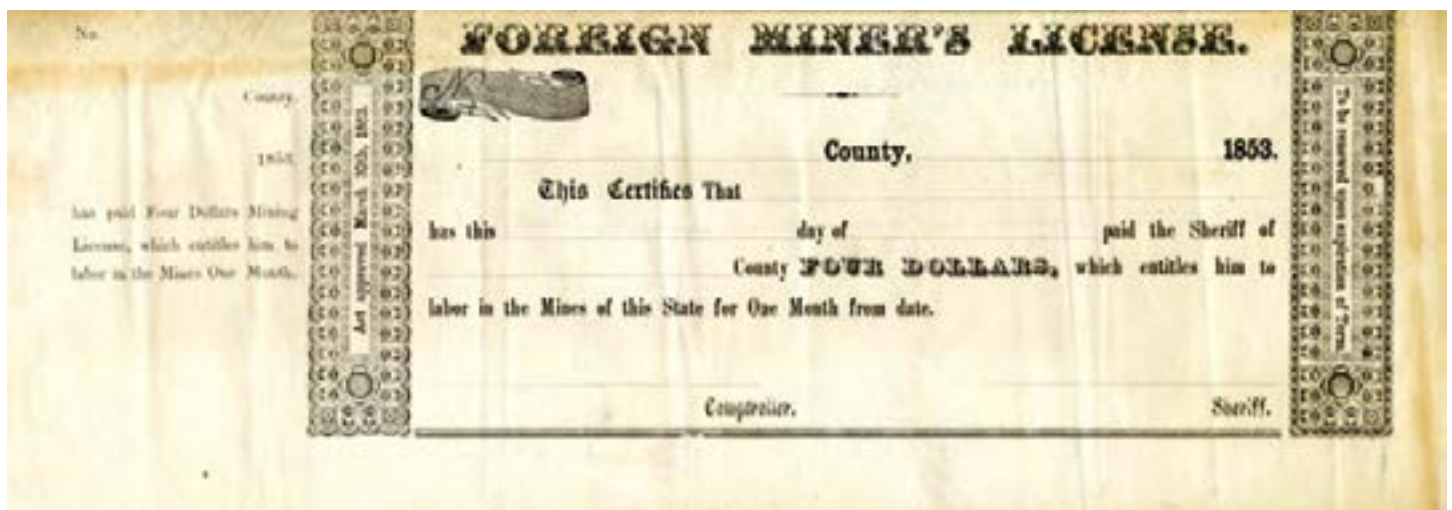 No.
County,
1853.
has paid Four Dollars Mining
License, which entitles him to
labor in the Mines One Month.
Act approved March 30th, 1853.
FOREIGN MINER'S LICENSE.
County, 1853.
This Certifies That
has this day of paid the Sheriff of
County FOUR DOLLARS, which entitles him to
labor in the Mines of this State for One Month from date.
Comptroller. Sheriff.
To be renewed upon expiration of Term.